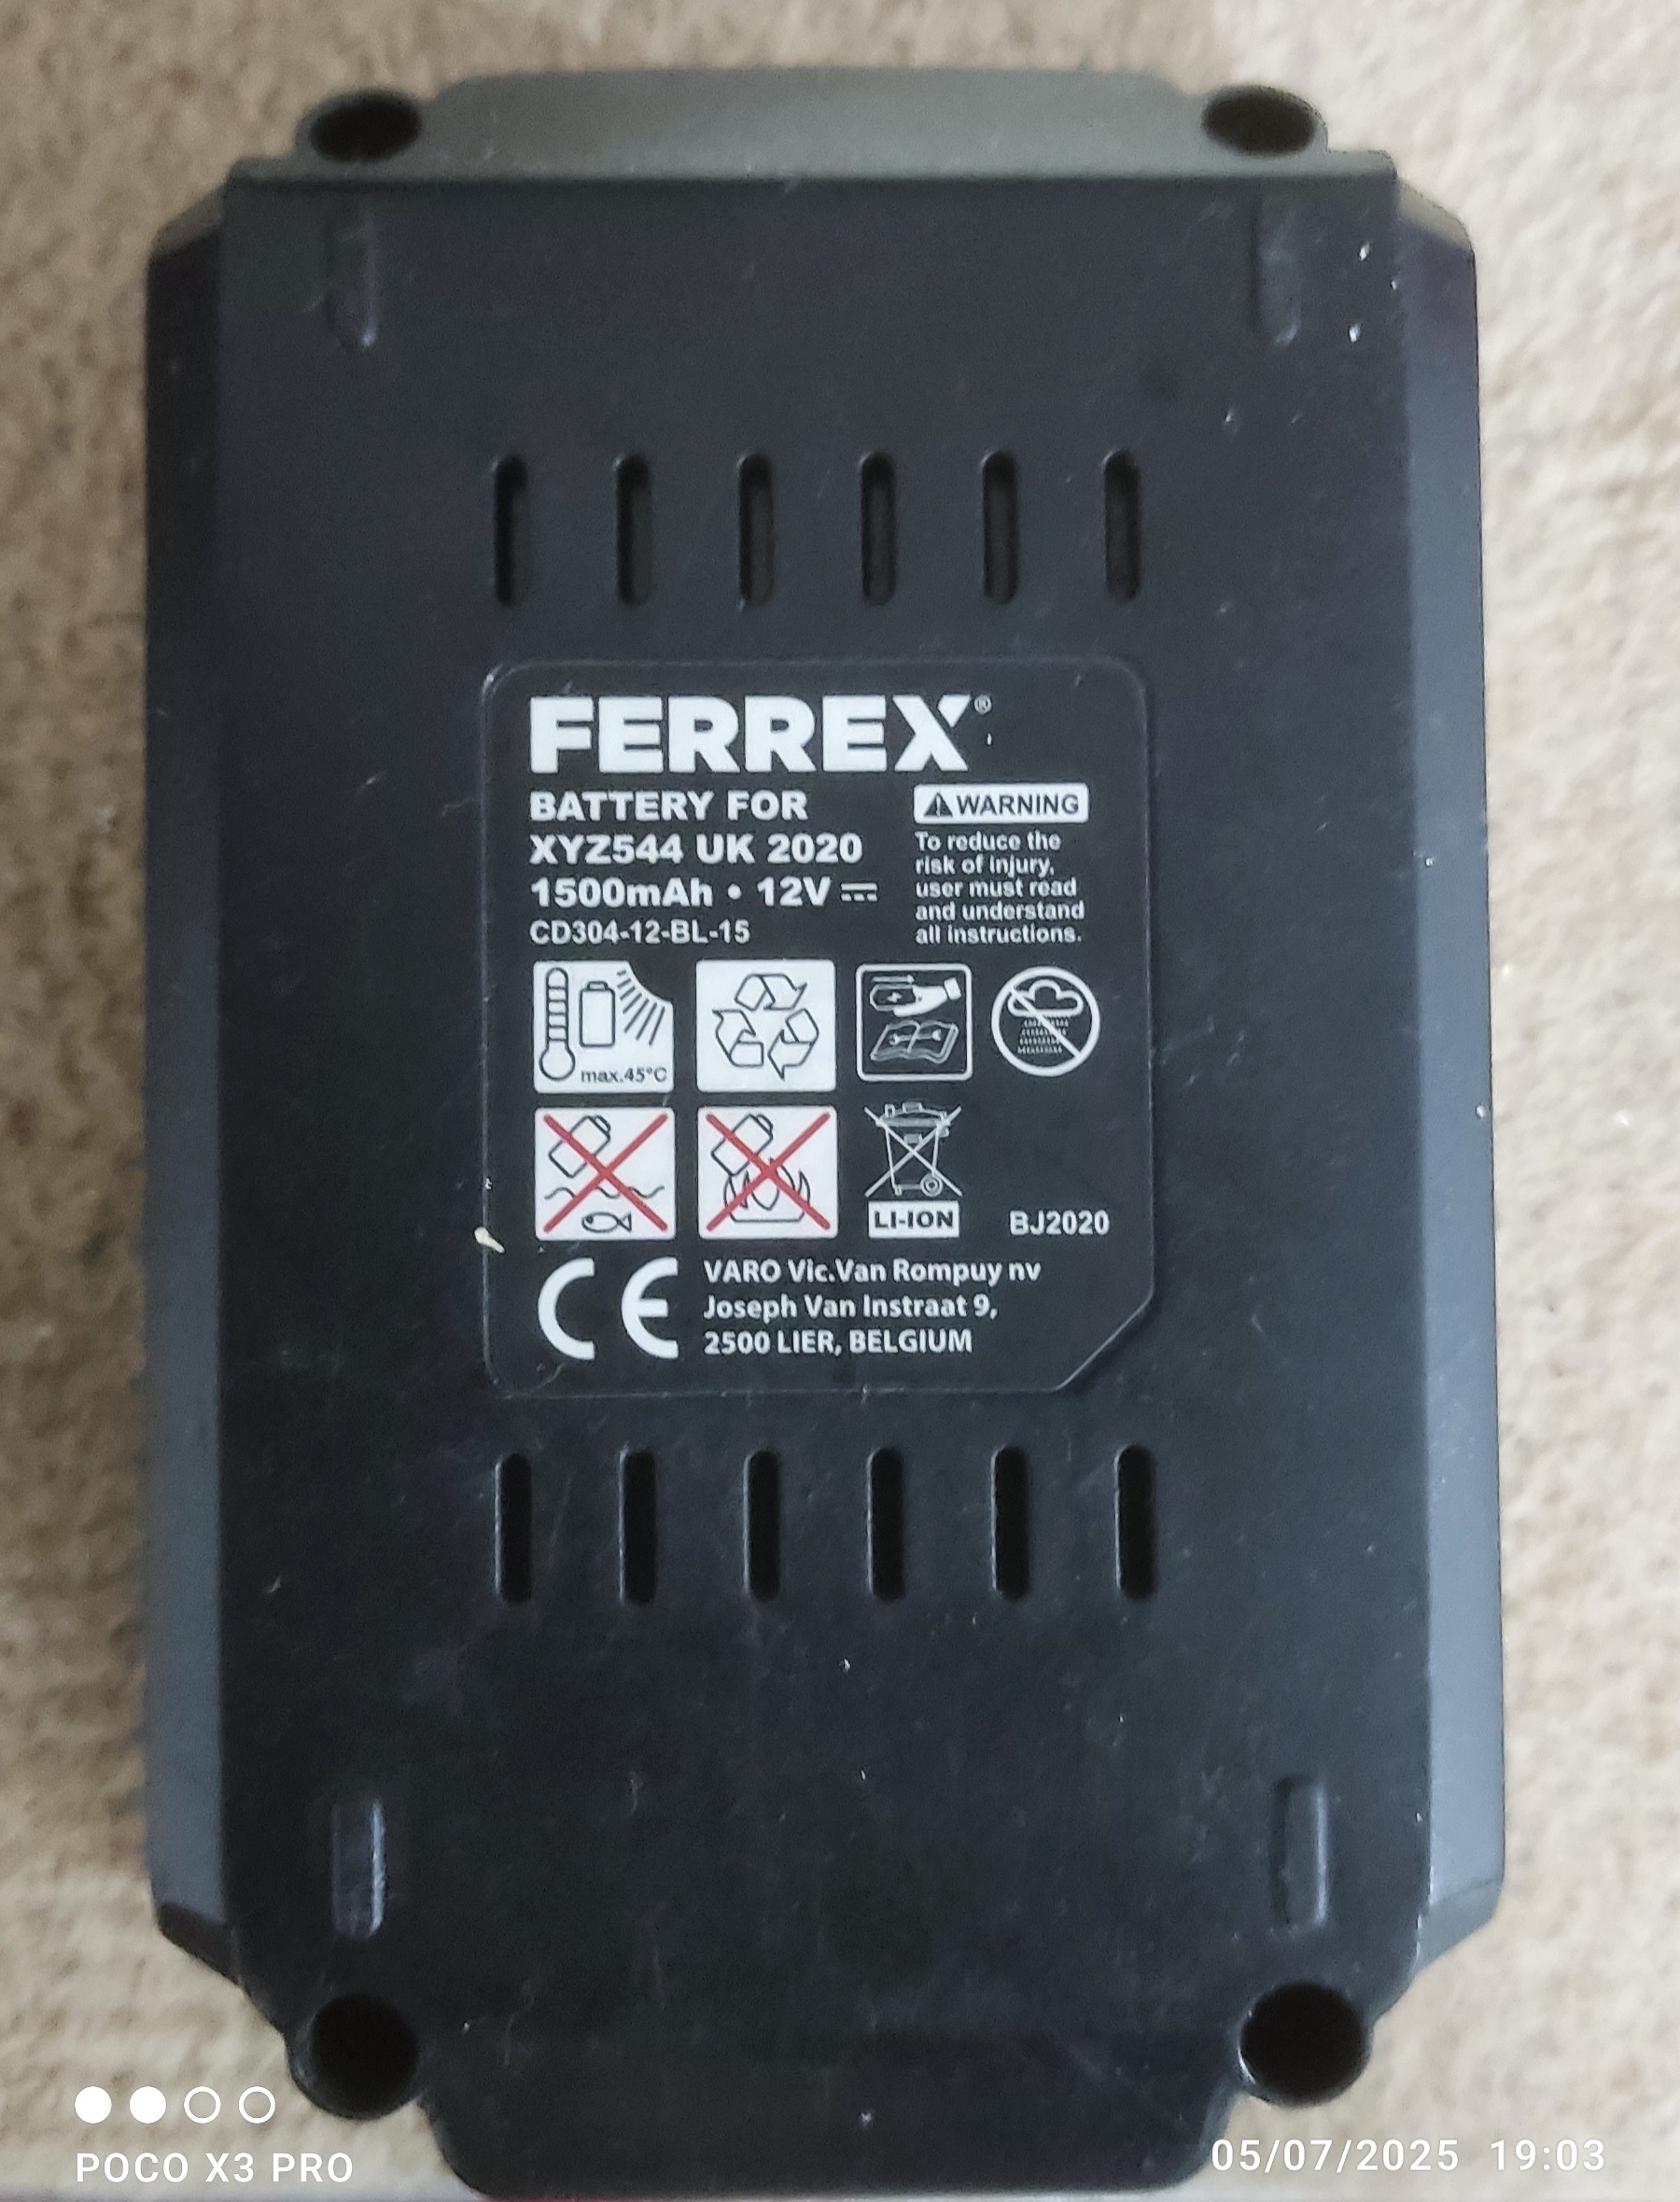 FERREX®
BATTERY FOR
XYZ544 UK 2020
1500mAh • 12V ⎓
CD304-12-BL-15
WARNING
To reduce the
risk of injury,
user must read
and understand
all instructions.
max.45°C
LI-ION
BJ2020
CE
VARO Vic.Van Rompuy nv
Joseph Van Instraat 9,
2500 LIER, BELGIUM
POCO X3 PRO
05/07/2025 19:03